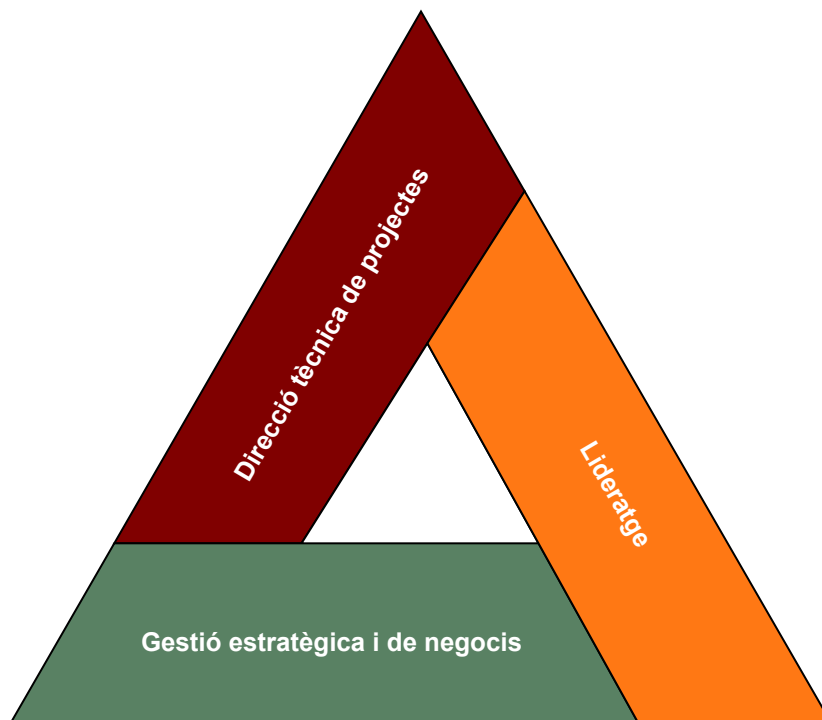 Direcció tècnica de projectes
Lideratge
Gestió estratègica i de negocis